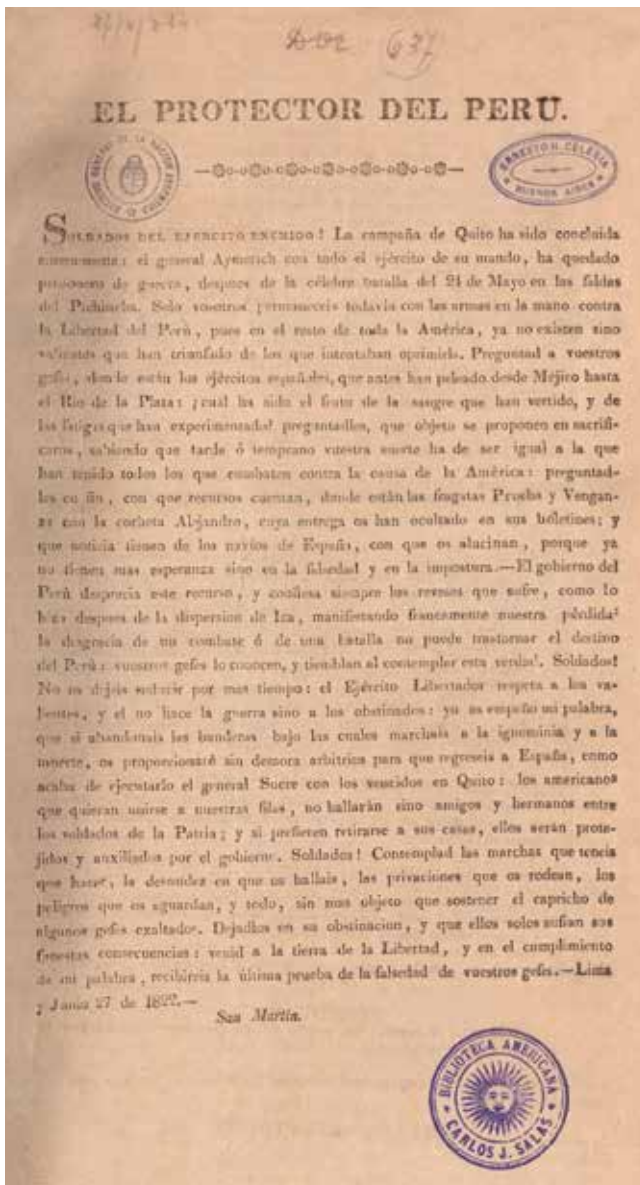 Doc 637
EL PROTECTOR DEL PERU.
ERNESTO H. CELESIA
BUENOS AIRES
SOLDADOS DEL EJERCITO ENEMIGO! La campaña de Quito ha sido concluida
el general Aymerich con todo el ejército de su mando, ha quedado
prisionero de guerra, despues de la célebre batalla del 24 de Mayo en las faldas
del Pichincha. Solo vosotros permaneceis todavia con las armas en la mano contra
la Libertad del Perù, pues en el resto de toda la América, ya no existen sino
valientes que han triunfado de los que intentaban oprimirla. Preguntad a vuestros
gefes, donde están los ejércitos españoles, que antes han peleado desde Méjico hasta
el Rio de la Plata: ¿cuál ha sido el fruto de la sangre que han vertido, y de
las fatigas que han experimentado? preguntadles, que objeto se proponen en sacrifi-
caros, sabiendo que tarde ó temprano vuestra suerte ha de ser igual a la que
han tenido todos los que combaten contra la causa de la América: preguntad-
les en fin, con que recursos cuentan, donde están las fragatas Prueba y Vengan-
za con la corbeta Alejandro, cuya entrega os han ocultado en sus boletines; y
que noticia tienen de los navíos de España, con que os alucinan, porque ya
no tienen mas esperanza sino en la falsedad y en la impostura.—El gobierno del
Perù desprecia este recurso, y confiesa siempre los reveses que sufre, como lo
hizo despues de la dispersion de Ica, manifestando francamente nuestra pérdida:
la desgracia de un combate ó de una batalla no puede trastornar el destino
del Perù: vuestros gefes lo conocen, y tiemblan al contemplar esta verdad. Soldados!
No os dejeis seducir por mas tiempo: el Ejército Libertador respeta a los va-
lientes, y el no hace la guerra sino a los obstinados: yo os empeño mi palabra,
que si abandonais las banderas bajo las cuales marchais a la ignominia y a la
muerte, os proporcionaré sin demora arbitrios para que regreseis a España, como
acaba de ejecutarlo el general Sucre con los vencidos en Quito: los americanos
que quieran unirse a nuestras filas, no hallarán sino amigos y hermanos entre
los soldados de la Patria; y si prefieren retirarse a sus casas, ellos serán prote-
jidos y auxiliados por el gobierno. Soldados! Contemplad las marchas que teneis
que hacer, la desnudez en que os hallais, las privaciones que os rodean, los
peligros que os aguardan, y todo, sin mas objeto que sostener el capricho de
algunos gefes exaltados. Dejadlos en su obstinacion, y que ellos solos sufran sus
funestas consecuencias: venid a la tierra de la Libertad, y en el cumplimiento
de mi palabra, recibireis la última prueba de la falsedad de vuestros gefes.—Lima
y Junio 27 de 1822.—
San Martin.
BIBLIOTECA AMERICANA
CARLOS J. SALAS